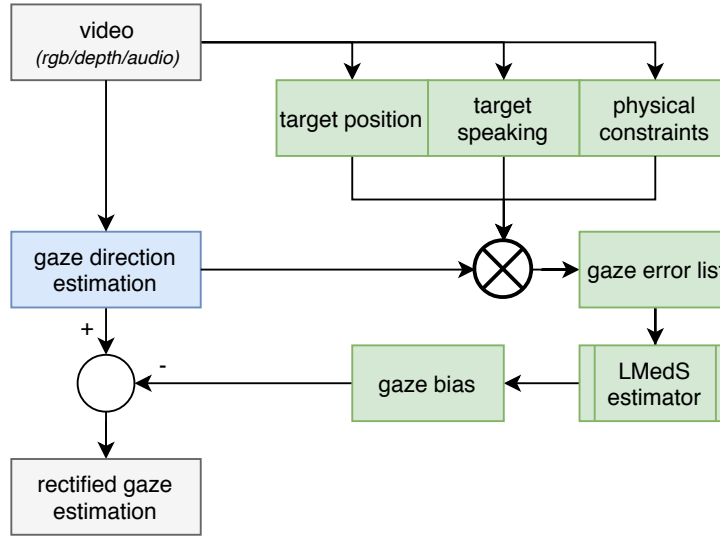 video
(rgb/depth/audio)
target position
target
speaking
physical
constraints
gaze direction
estimation
gaze error list
+
-
gaze bias
LMedS
estimator
rectified gaze
estimation